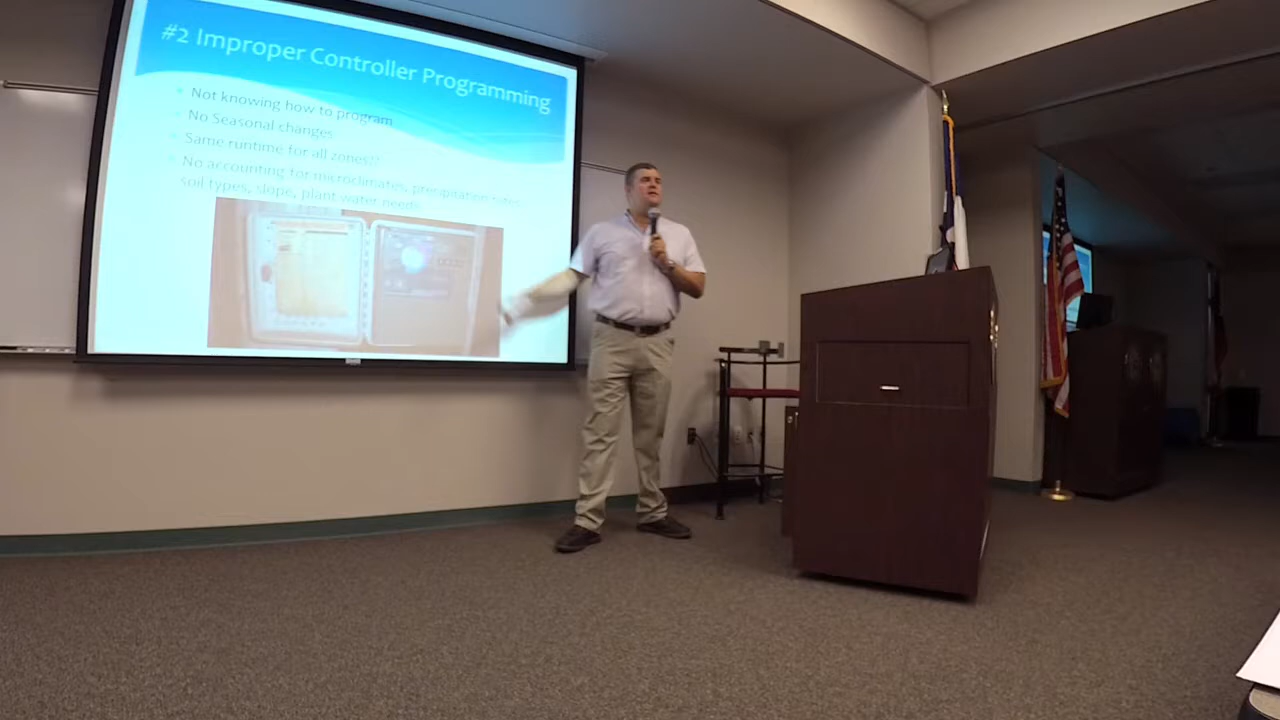 #2 Improper Controller Programming
Not knowing how to program
No Seasonal changes
Same runtime for all zones!!
No accounting for microclimates, precipitation rates,
soil types, slope, plant water needs